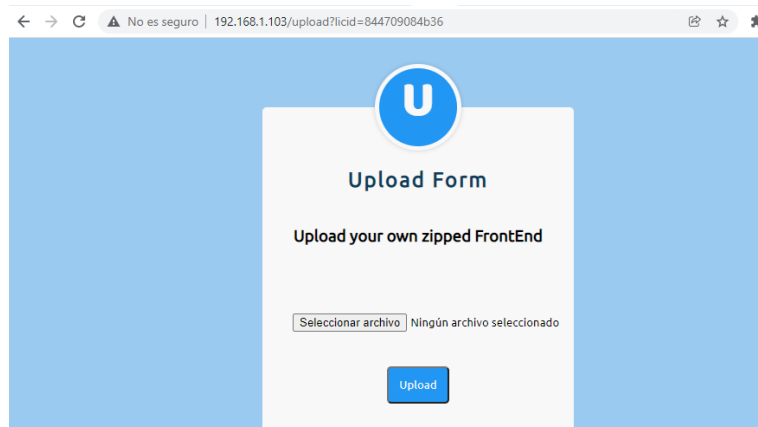 No es seguro | 192.168.1.103/upload?licid=844709084b36
U
Upload Form
Upload your own zipped FrontEnd
Seleccionar archivo Ningún archivo seleccionado
Upload